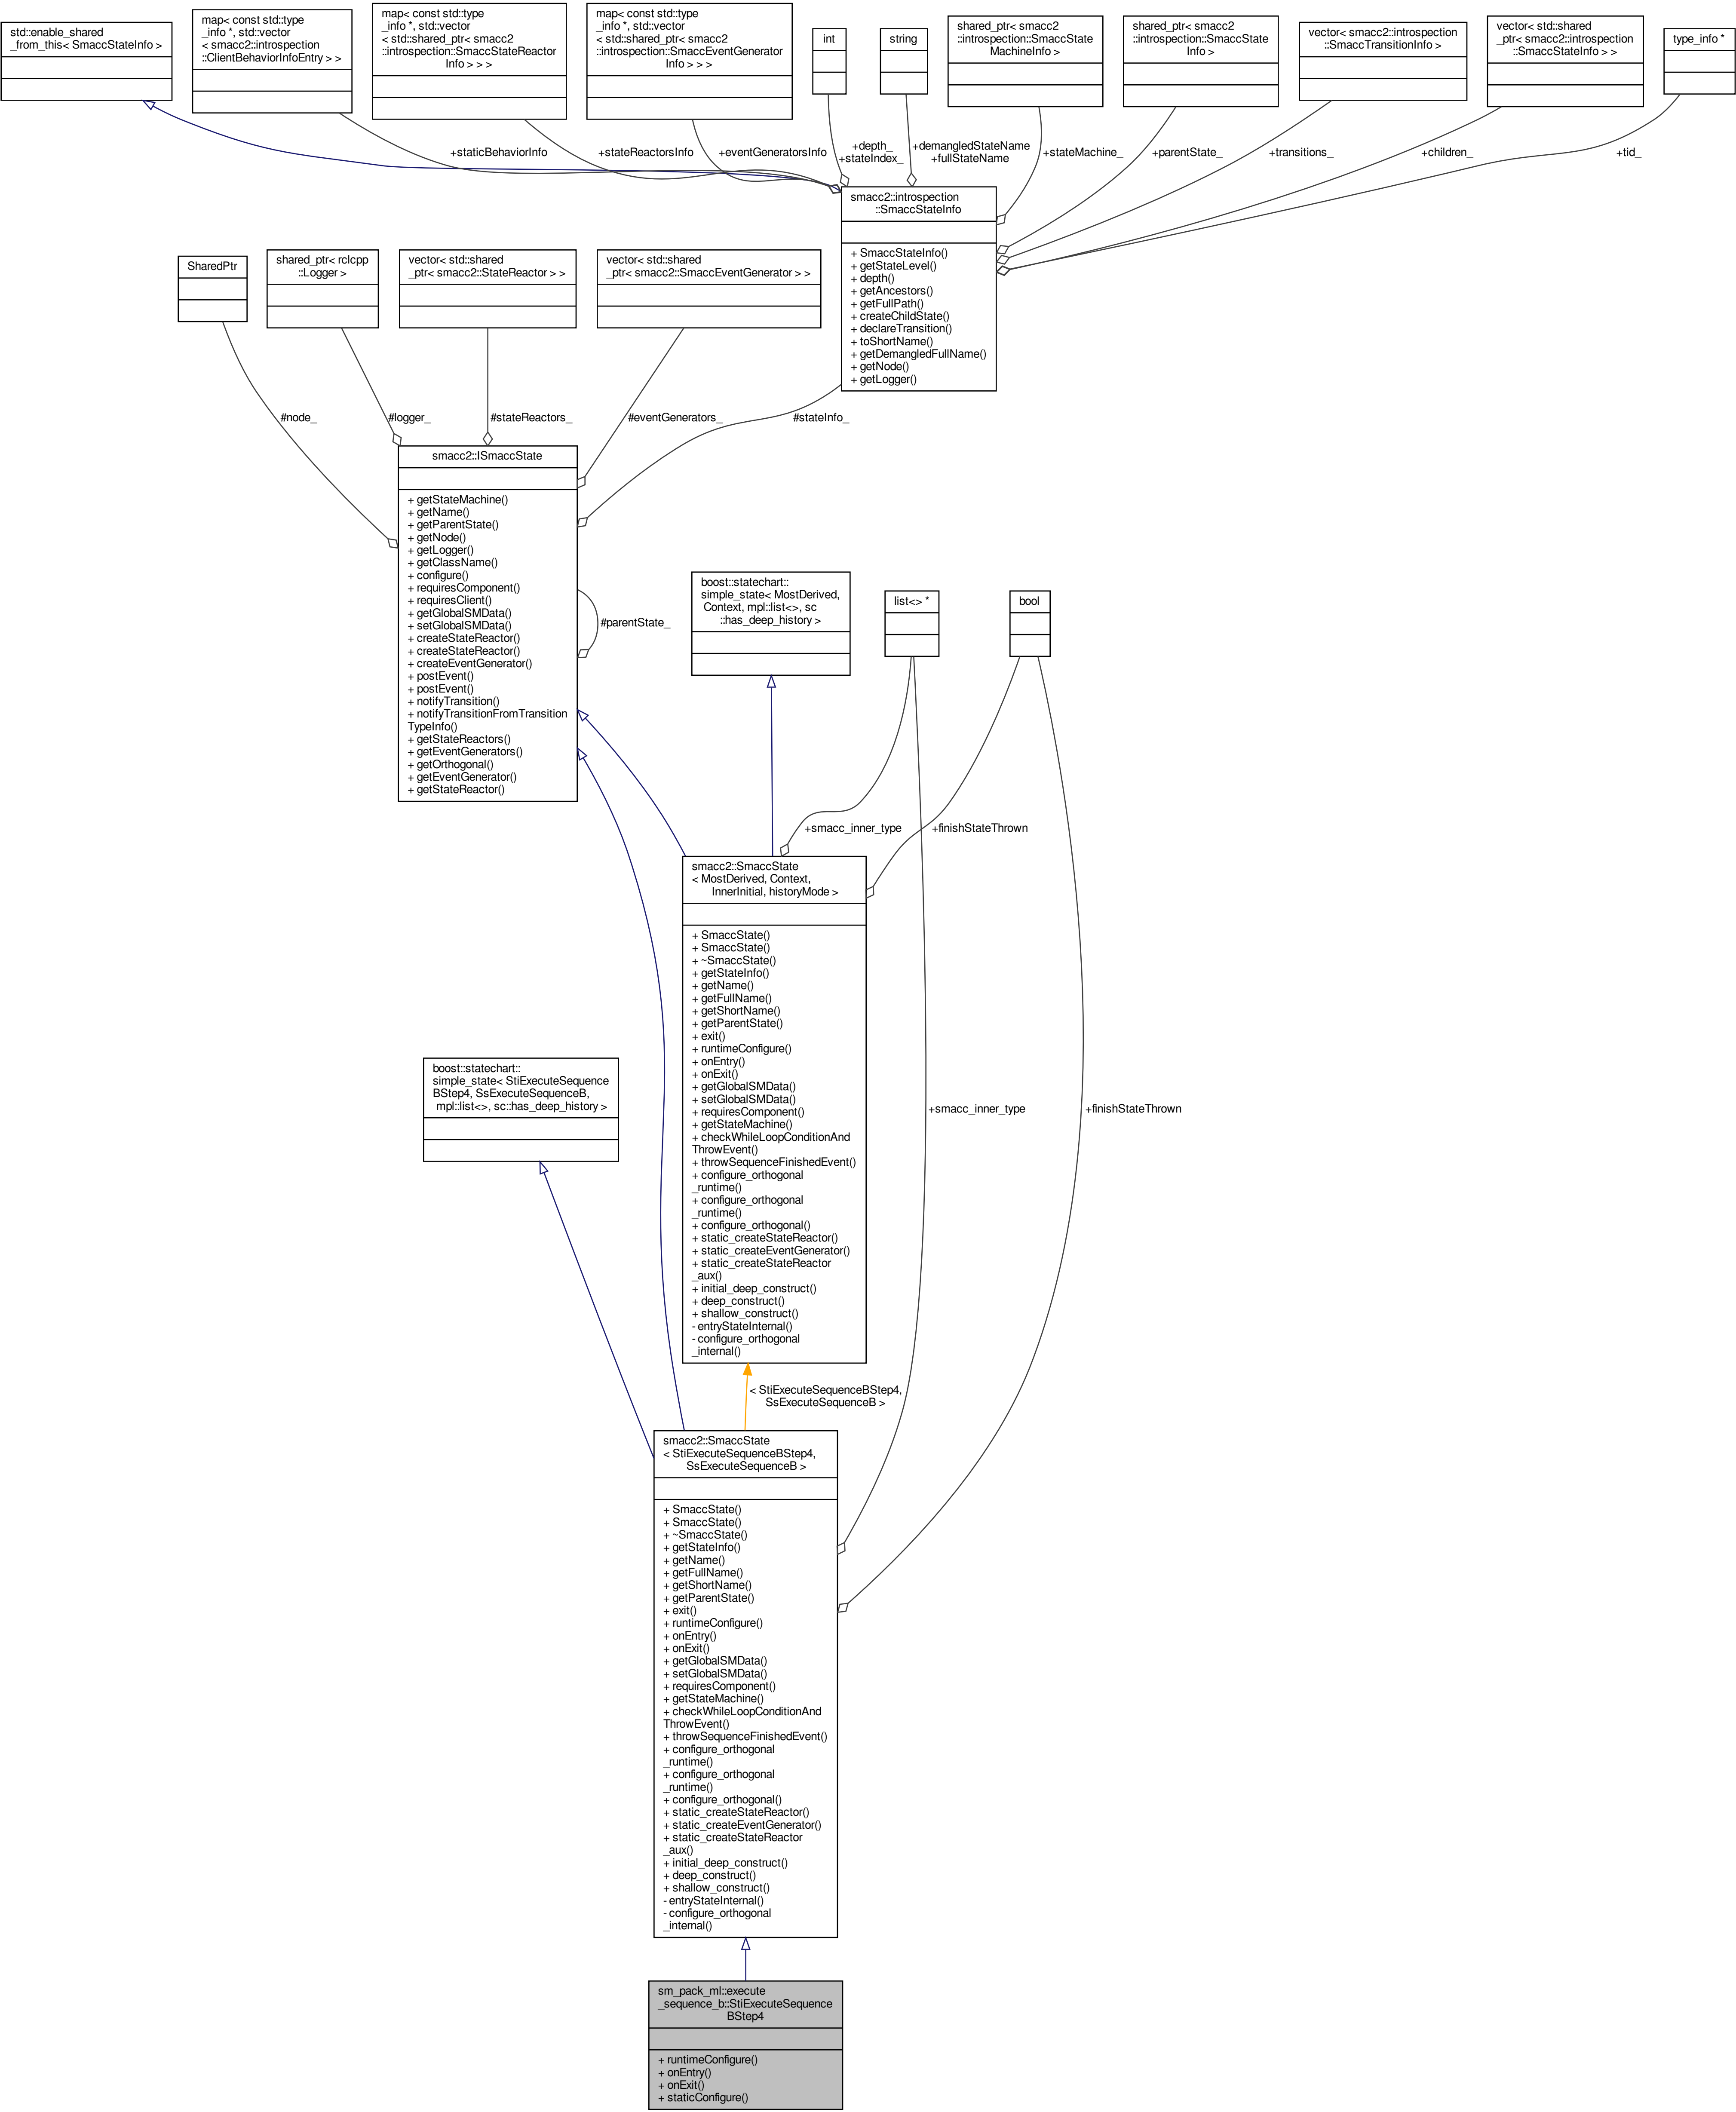 std::enable_shared
_from_this< SmaccStateInfo >
map< const std::type
_info *, std::vector
< smacc2::introspection
::ClientBehaviorInfoEntry > >
map< const std::type
_info *, std::vector
< std::shared_ptr< smacc2
::introspection::SmaccStateReactor
Info > > >
map< const std::type
_info *, std::vector
< std::shared_ptr< smacc2
::introspection::SmaccEventGenerator
Info > > >
int
string
shared_ptr< smacc2
::introspection::SmaccState
MachineInfo >
shared_ptr< smacc2
::introspection::SmaccState
Info >
vector< smacc2::introspection
::SmaccTransitionInfo >
vector< std::shared
_ptr< smacc2::introspection
::SmaccStateInfo > >
type_info *
+staticBehaviorInfo
+stateReactorsInfo
+eventGeneratorsInfo
+depth_
+stateIndex_
+demangledStateName
+fullStateName
+stateMachine_
+parentState_
+transitions_
+children_
+tid_
smacc2::introspection
::SmaccStateInfo
+ SmaccStateInfo()
+ getStateLevel()
+ depth()
+ getAncestors()
+ getFullPath()
+ createChildState()
+ declareTransition()
+ toShortName()
+ getDemangledFullName()
+ getNode()
+ getLogger()
SharedPtr
shared_ptr< rclcpp
::Logger >
vector< std::shared
_ptr< smacc2::StateReactor > >
vector< std::shared
_ptr< smacc2::SmaccEventGenerator > >
#node_
#logger_
#stateReactors_
#eventGenerators_
#stateInfo_
smacc2::ISmaccState
+ getStateMachine()
+ getName()
+ getParentState()
+ getNode()
+ getLogger()
+ getClassName()
+ configure()
+ requiresComponent()
+ requiresClient()
+ getGlobalSMData()
+ setGlobalSMData()
+ createStateReactor()
+ createStateReactor()
+ createEventGenerator()
+ postEvent()
+ postEvent()
+ notifyTransition()
+ notifyTransitionFromTransition
TypeInfo()
+ getStateReactors()
+ getEventGenerators()
+ getOrthogonal()
+ getEventGenerator()
+ getStateReactor()
#parentState_
boost::statechart::
simple_state< MostDerived,
Context, mpl::list<>, sc
::has_deep_history >
list<> *
bool
+smacc_inner_type
+finishStateThrown
smacc2::SmaccState
< MostDerived, Context,
InnerInitial, historyMode >
+ SmaccState()
+ SmaccState()
+ ~SmaccState()
+ getStateInfo()
+ getName()
+ getFullName()
+ getShortName()
+ getParentState()
+ exit()
+ runtimeConfigure()
+ onEntry()
+ onExit()
+ getGlobalSMData()
+ setGlobalSMData()
+ requiresComponent()
+ getStateMachine()
+ checkWhileLoopConditionAnd
ThrowEvent()
+ throwSequenceFinishedEvent()
+ configure_orthogonal
_runtime()
+ configure_orthogonal
_runtime()
+ configure_orthogonal()
+ static_createStateReactor()
+ static_createEventGenerator()
+ static_createStateReactor
_aux()
+ initial_deep_construct()
+ deep_construct()
+ shallow_construct()
- entryStateInternal()
- configure_orthogonal
_internal()
boost::statechart::
simple_state< StiExecuteSequence
BStep4, SsExecuteSequenceB,
mpl::list<>, sc::has_deep_history >
+smacc_inner_type
+finishStateThrown
< StiExecuteSequenceBStep4,
SsExecuteSequenceB >
smacc2::SmaccState
< StiExecuteSequenceBStep4,
SsExecuteSequenceB >
+ SmaccState()
+ SmaccState()
+ ~SmaccState()
+ getStateInfo()
+ getName()
+ getFullName()
+ getShortName()
+ getParentState()
+ exit()
+ runtimeConfigure()
+ onEntry()
+ onExit()
+ getGlobalSMData()
+ setGlobalSMData()
+ requiresComponent()
+ getStateMachine()
+ checkWhileLoopConditionAnd
ThrowEvent()
+ throwSequenceFinishedEvent()
+ configure_orthogonal
_runtime()
+ configure_orthogonal
_runtime()
+ configure_orthogonal()
+ static_createStateReactor()
+ static_createEventGenerator()
+ static_createStateReactor
_aux()
+ initial_deep_construct()
+ deep_construct()
+ shallow_construct()
- entryStateInternal()
- configure_orthogonal
_internal()
sm_pack_ml::execute
_sequence_b::StiExecuteSequence
BStep4
+ runtimeConfigure()
+ onEntry()
+ onExit()
+ staticConfigure()